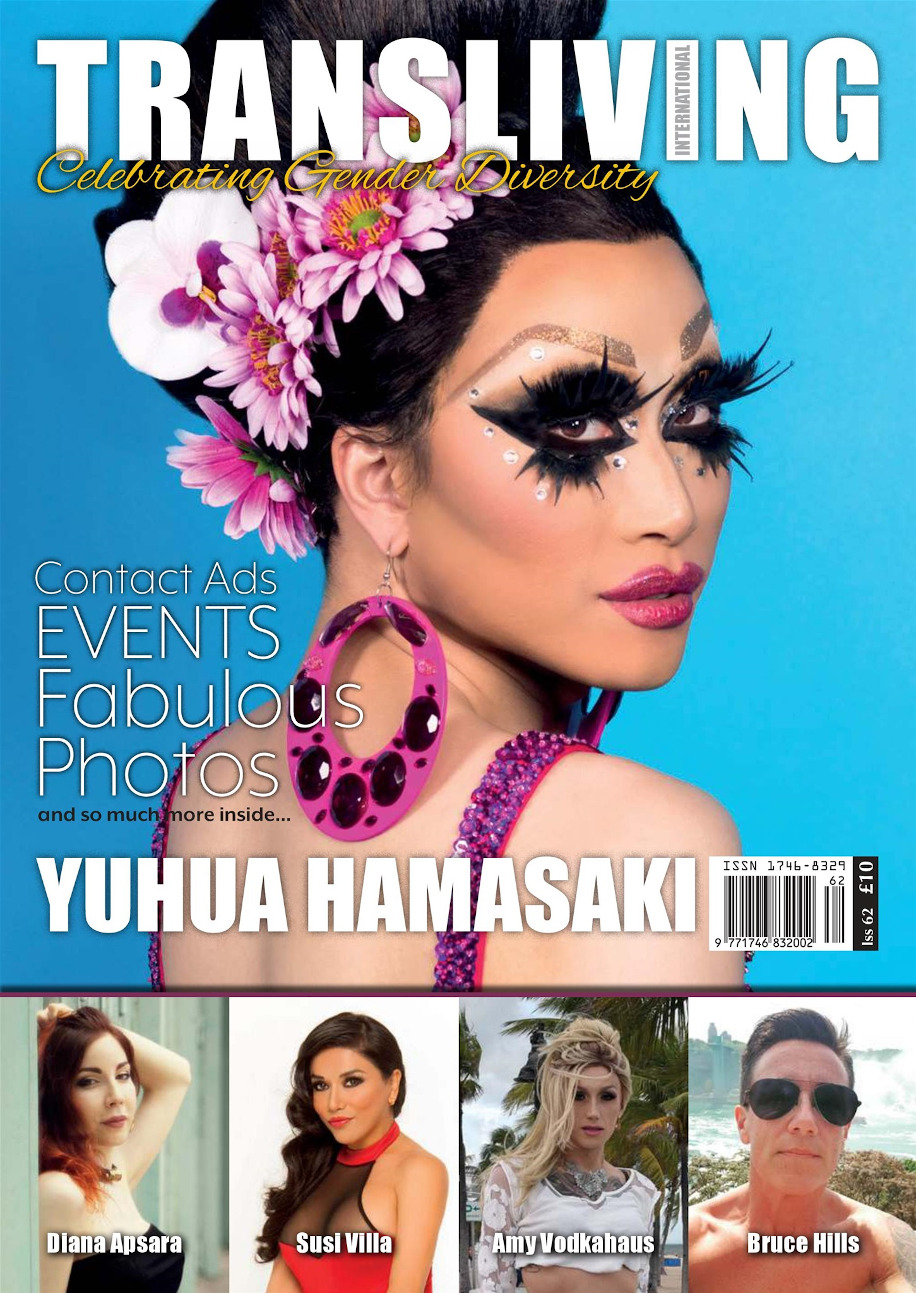 TRANSLIVING
INTERNATIONAL
Celebrating Gender Diversity
Contact Ads
EVENTS
Fabulous
Photos
and so much more inside...
YUHUA HAMASAKI
ISSN 1746-8329
62
9 771746 832002
Iss 62 £10
Diana Apsara
Susi Villa
Amy Vodkahaus
Bruce Hills